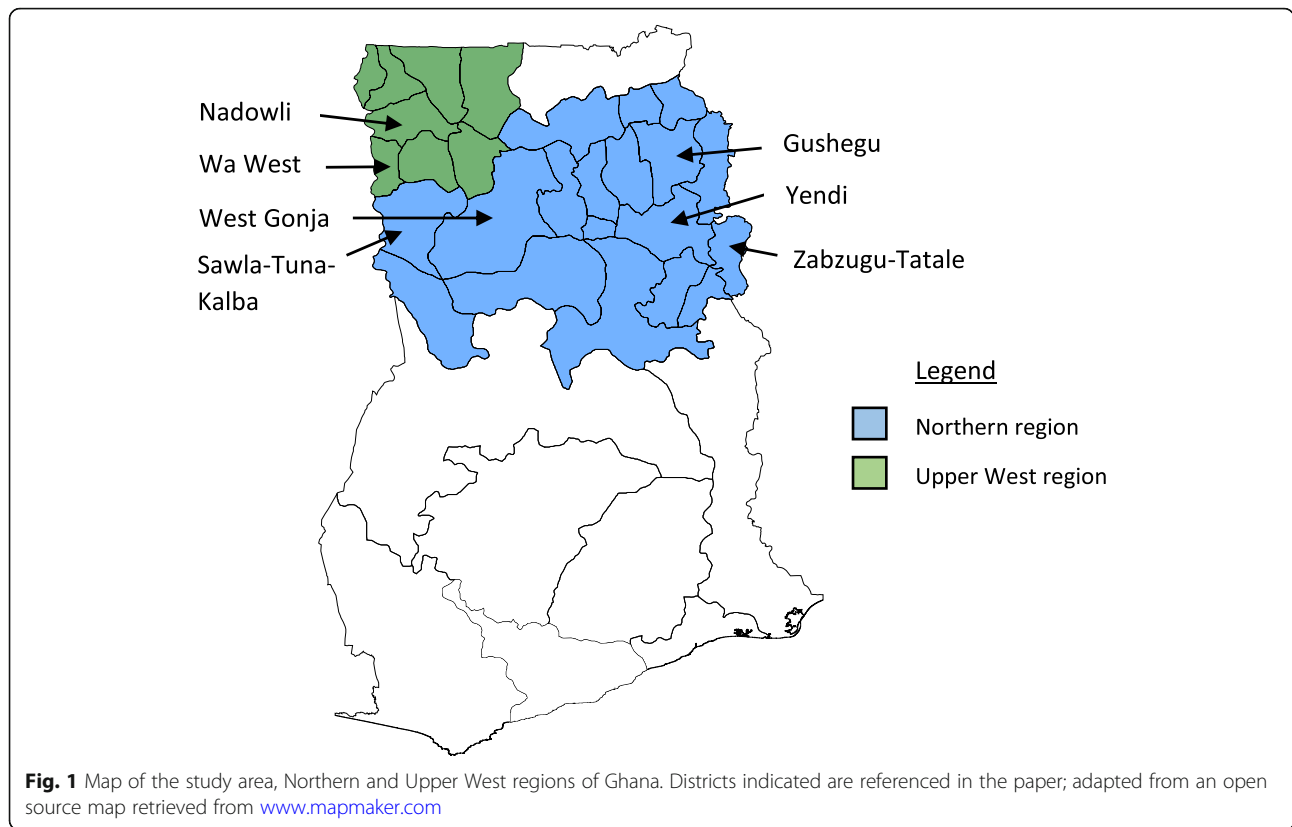 Nadowli
Wa West
West Gonja
Sawla-Tuna-
Kalba
Gushegu
Yendi
Zabzugu-Tatale
Legend
Northern region
Upper West region
Fig. 1 Map of the study area, Northern and Upper West regions of Ghana. Districts indicated are referenced in the paper; adapted from an open
source map retrieved from www.mapmaker.com